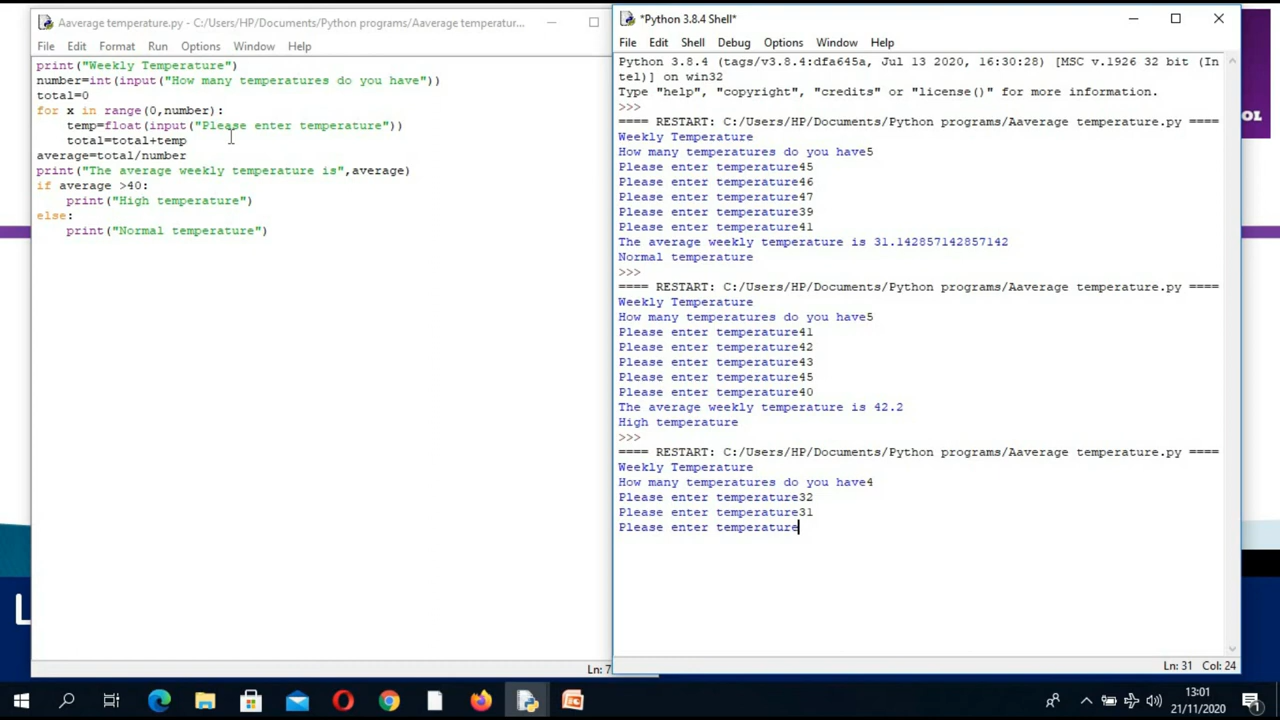 Aaverage temperature.py - C:/Users/HP/Documents/Python programs/Aaverage temperatur...
File Edit Format Run Options Window Help
print("Weekly Temperature")
number=int(input("How many temperatures do you have"))
total=0
for x in range(0,number):
    temp=float(input("Please enter temperature"))
    total=total+temp
average=total/number
print("The average weekly temperature is",average)
if average >40:
    print("High temperature")
else:
    print("Normal temperature")
Ln: 7
*Python 3.8.4 Shell*
File Edit Shell Debug Options Window Help
Python 3.8.4 (tags/v3.8.4:dfa645a, Jul 13 2020, 16:30:28) [MSC v.1926 32 bit (In
tel)] on win32
Type "help", "copyright", "credits" or "license()" for more information.
>>>
==== RESTART: C:/Users/HP/Documents/Python programs/Aaverage temperature.py ====
Weekly Temperature
How many temperatures do you have5
Please enter temperature45
Please enter temperature46
Please enter temperature47
Please enter temperature39
Please enter temperature41
The average weekly temperature is 31.142857142857142
Normal temperature
>>>
==== RESTART: C:/Users/HP/Documents/Python programs/Aaverage temperature.py ====
Weekly Temperature
How many temperatures do you have5
Please enter temperature41
Please enter temperature42
Please enter temperature43
Please enter temperature45
Please enter temperature40
The average weekly temperature is 42.2
High temperature
>>>
==== RESTART: C:/Users/HP/Documents/Python programs/Aaverage temperature.py ====
Weekly Temperature
How many temperatures do you have4
Please enter temperature32
Please enter temperature31
Please enter temperature
Ln: 31 Col: 24
OL
L
13:01
21/11/2020
1